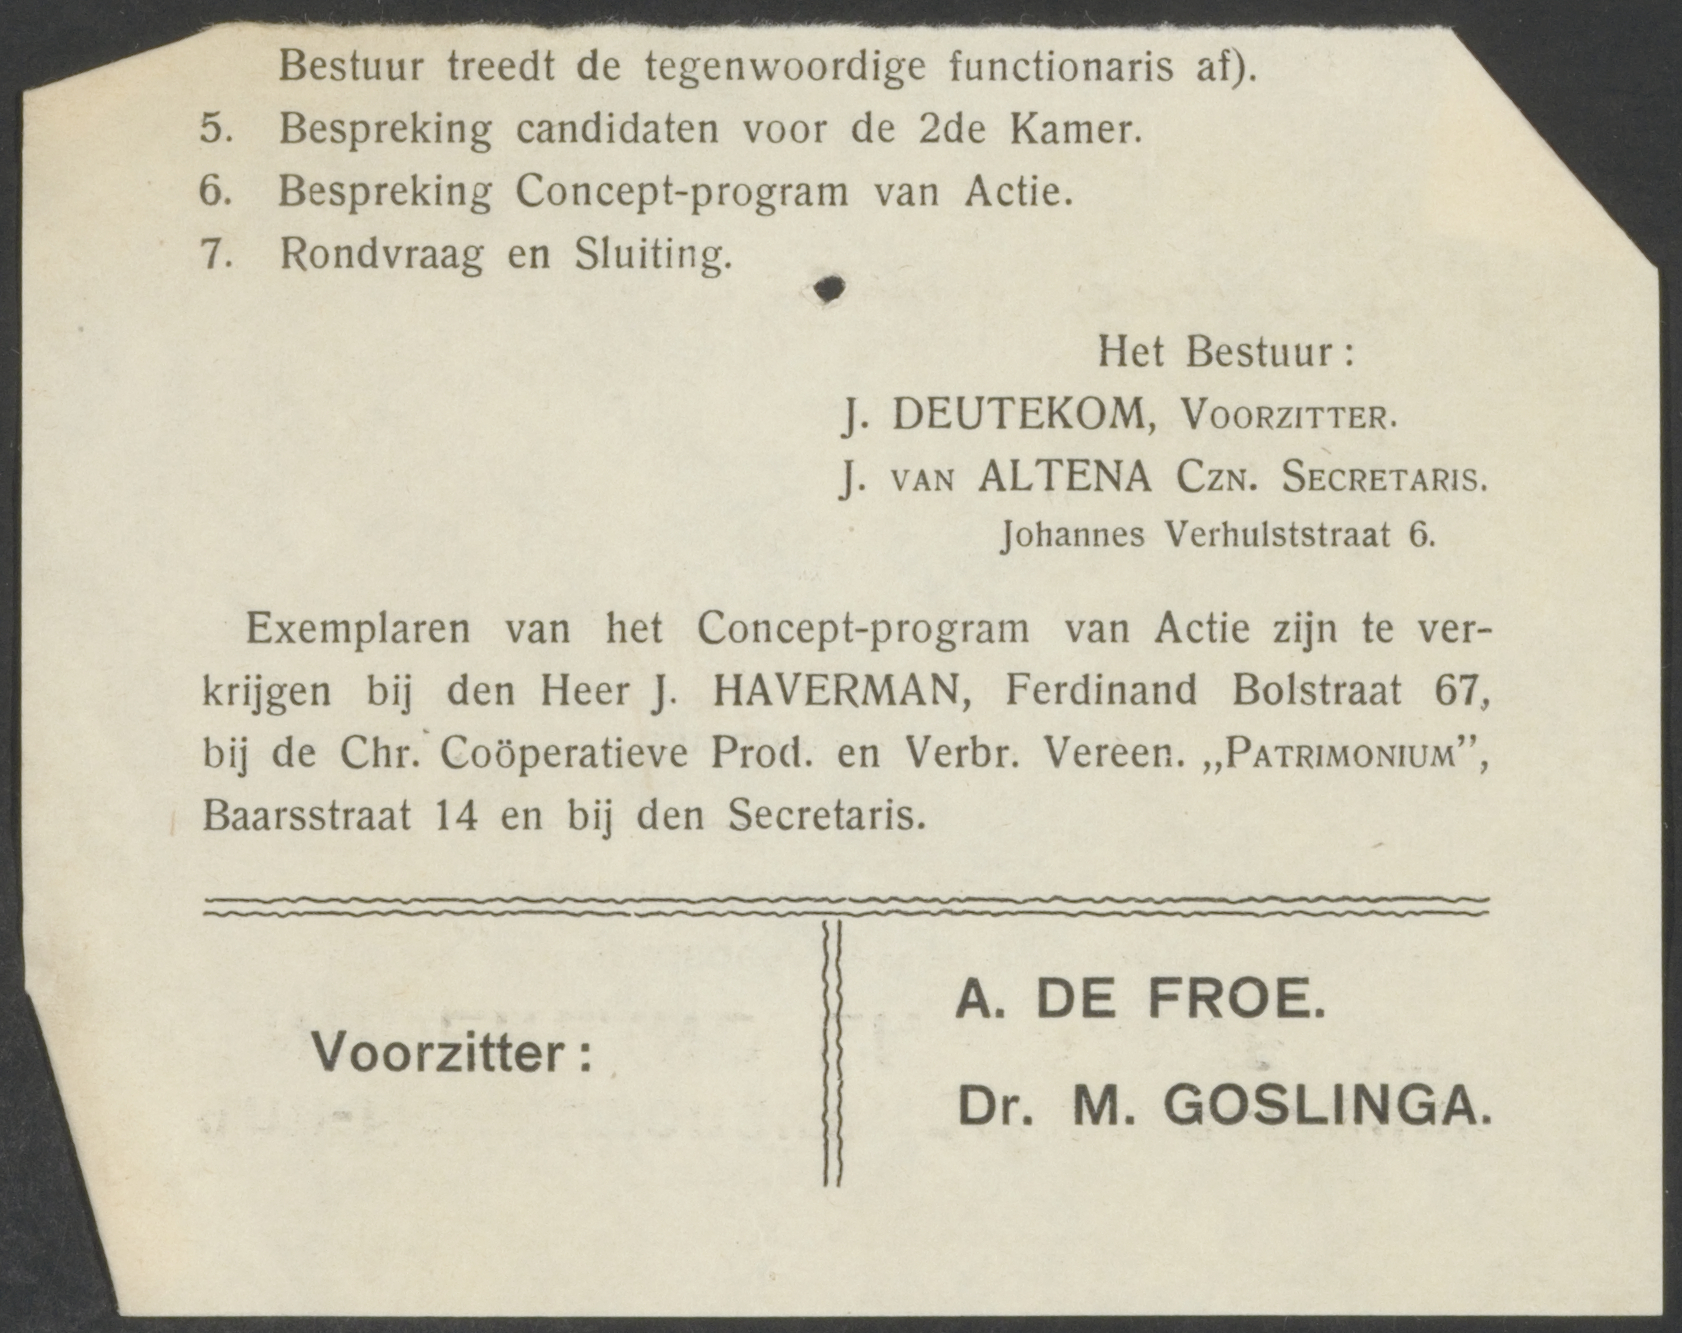 Bestuur treedt de tegenwoordige functionaris af).
5. Bespreking candidaten voor de 2de Kamer.
6. Bespreking Concept-program van Actie.
7. Rondvraag en Sluiting.
Het Bestuur:
J. DEUTEKOM, VOORZITTER.
J. VAN ALTENA CZN. SECRETARIS.
Johannes Verhulststraat 6.
Exemplaren van het Concept-program van Actie zijn te ver-
krijgen bij den Heer J. HAVERMAN, Ferdinand Bolstraat 67,
bij de Chr. Coöperatieve Prod. en Verbr. Vereen. „PATRIMONIUM”,
Baarsstraat 14 en bij den Secretaris.
Voorzitter:
A. DE FROE.
Dr. M. GOSLINGA.